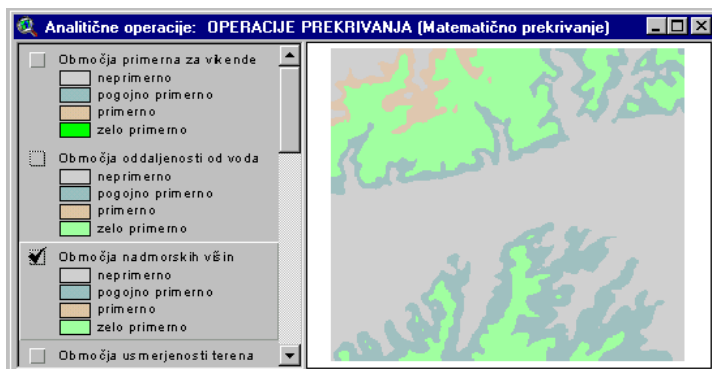 Analitične operacije: OPERACIJE PREKRIVANJA (Matematično prekrivanje)
Območja primerna za vikende
neprimerno
pogojno primerno
primerno
zelo primerno
Območja oddaljenosti od voda
neprimerno
pogojno primerno
primerno
zelo primerno
Območja nadmorskih višin
neprimerno
pogojno primerno
primerno
zelo primerno
Območja usmerjenosti terena